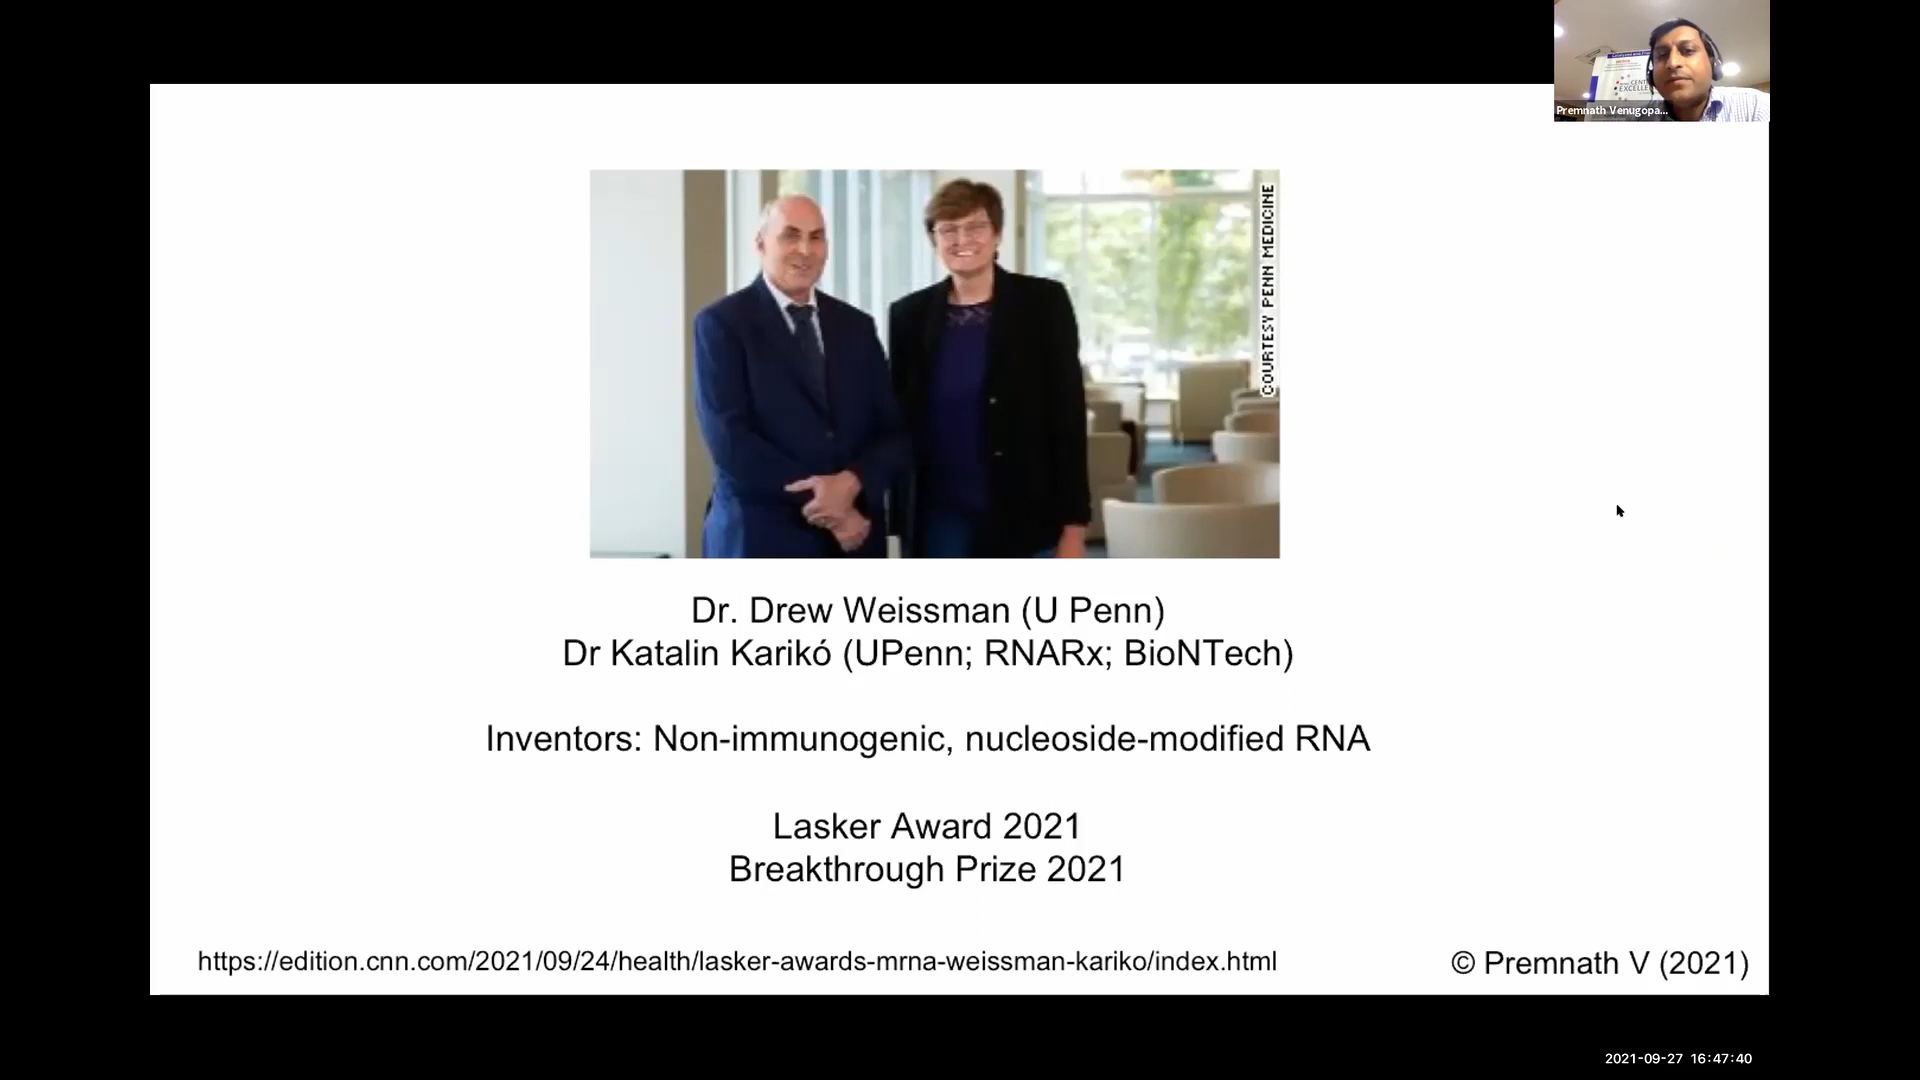 Premnath Venugopa...
CENT
EXCELLE
COURTESY PENN MEDICINE
Dr. Drew Weissman (U Penn)
Dr Katalin Karikó (UPenn; RNARx; BioNTech)
Inventors: Non-immunogenic, nucleoside-modified RNA
Lasker Award 2021
Breakthrough Prize 2021
https://edition.cnn.com/2021/09/24/health/lasker-awards-mrna-weissman-kariko/index.html
© Premnath V (2021)
2021-09-27 16:47:40